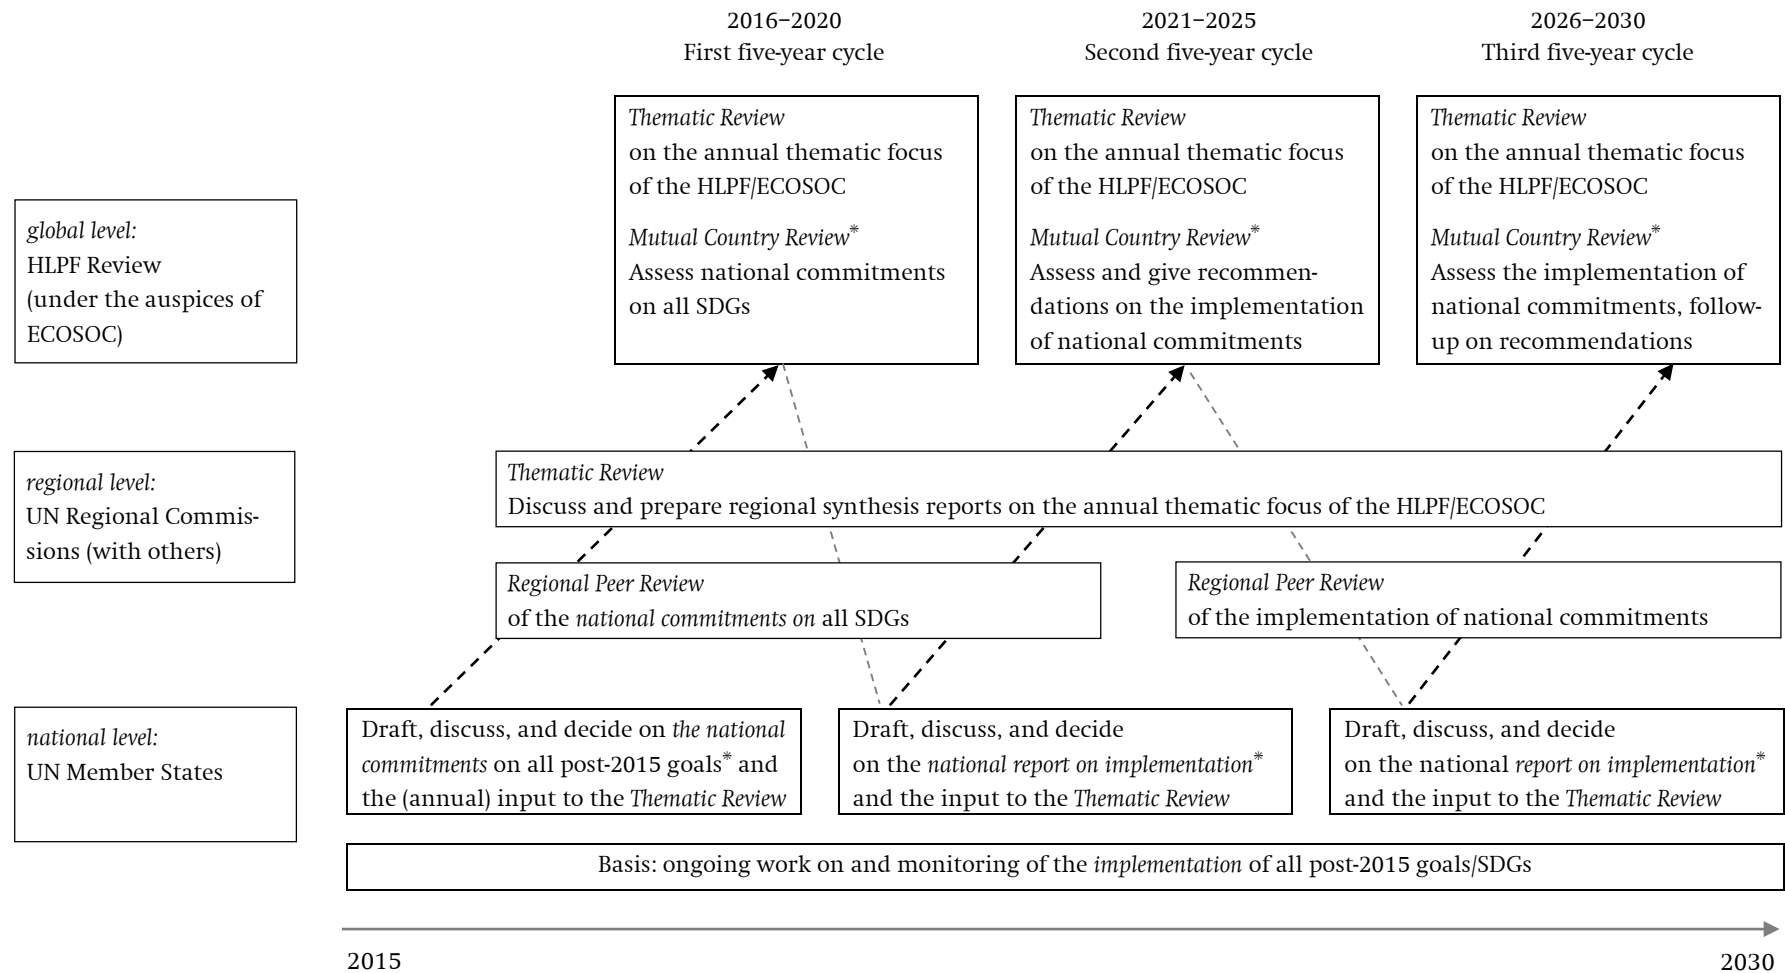 2016–2020
First five-year cycle
2021–2025
Second five-year cycle
2026–2030
Third five-year cycle
global level:
HLPF Review
(under the auspices of
ECOSOC)
Thematic Review
on the annual thematic focus
of the HLPF/ECOSOC
Mutual Country Review*
Assess national commitments
on all SDGs
Thematic Review
on the annual thematic focus
of the HLPF/ECOSOC
Mutual Country Review*
Assess and give recommen-
dations on the implementation
of national commitments
Thematic Review
on the annual thematic focus
of the HLPF/ECOSOC
Mutual Country Review*
Assess the implementation of
national commitments, follow-
up on recommendations
regional level:
UN Regional Commis-
sions (with others)
Thematic Review
Discuss and prepare regional synthesis reports on the annual thematic focus of the HLPF/ECOSOC
Regional Peer Review
of the national commitments on all SDGs
Regional Peer Review
of the implementation of national commitments
national level:
UN Member States
Draft, discuss, and decide on the national
commitments on all post-2015 goals* and
the (annual) input to the Thematic Review
Draft, discuss, and decide
on the national report on implementation*
and the input to the Thematic Review
Draft, discuss, and decide
on the national report on implementation*
and the input to the Thematic Review
Basis: ongoing work on and monitoring of the implementation of all post-2015 goals/SDGs
2015
2030